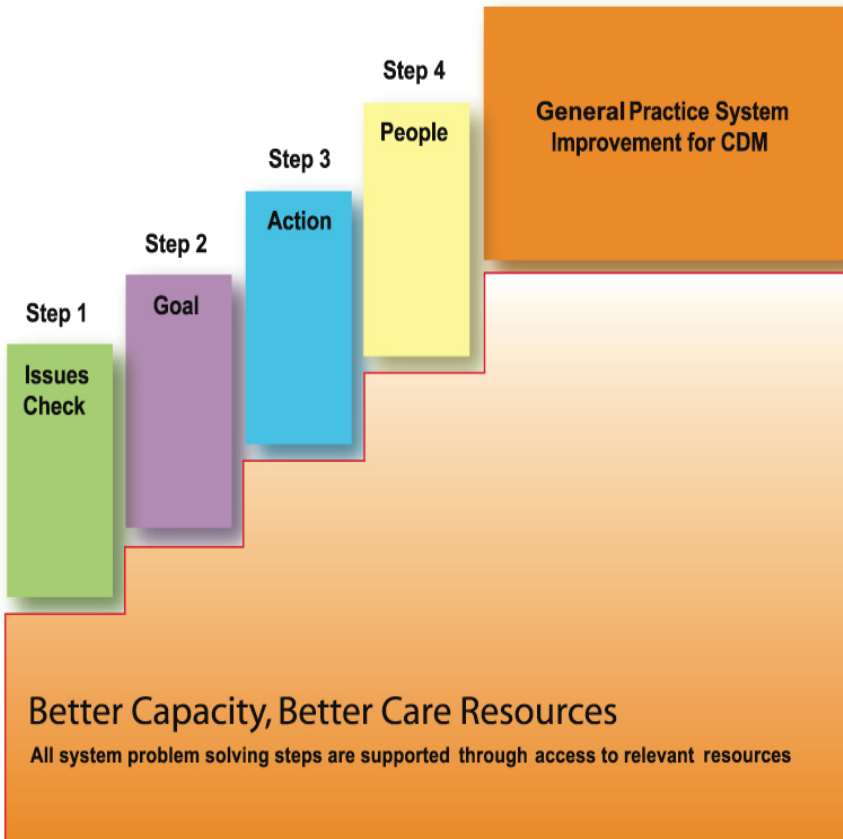 Step 1
Issues
Check
Step 2
Goal
Step 3
Action
Step 4
People
General Practice System
Improvement for CDM
Better Capacity, Better Care Resources
All system problem solving steps are supported through access to relevant resources